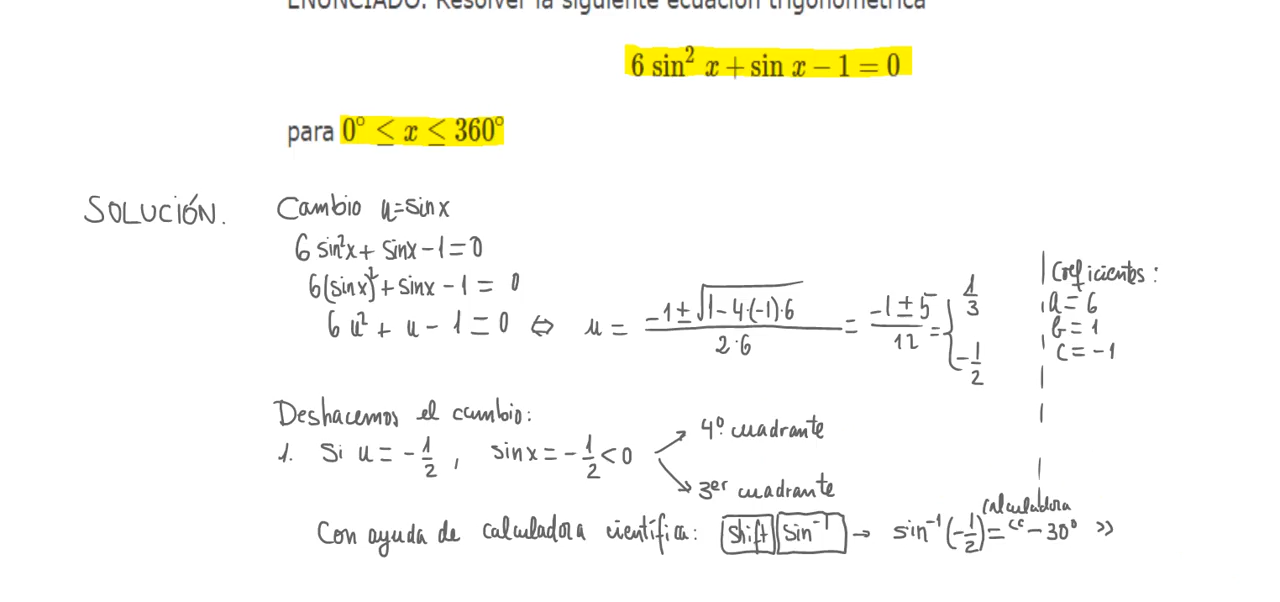 ENUNCIADO: Resolver la siguiente ecuación trigonométrica
6 sin² x + sin x − 1 = 0
para 0° ≤ x ≤ 360°
SOLUCIÓN. Cambio u=sinx
6 sin²x + sinx − 1 = 0
6(sinx)² + sinx − 1 = 0
6u² + u − 1 = 0 ⇔ u = (−1 ± √(1−4·(−1)·6))/(2·6) = (−1 ± 5)/12 = { 1/3, −1/2
Coeficientes:
a = 6
b = 1
c = −1
Deshacemos el cambio:
1. Si u = −1/2, sinx = −1/2 < 0
4º cuadrante
3er cuadrante
Con ayuda de calculadora científica: Shift sin⁻¹ → sin⁻¹(−1/2) = "−30°"
calculadora